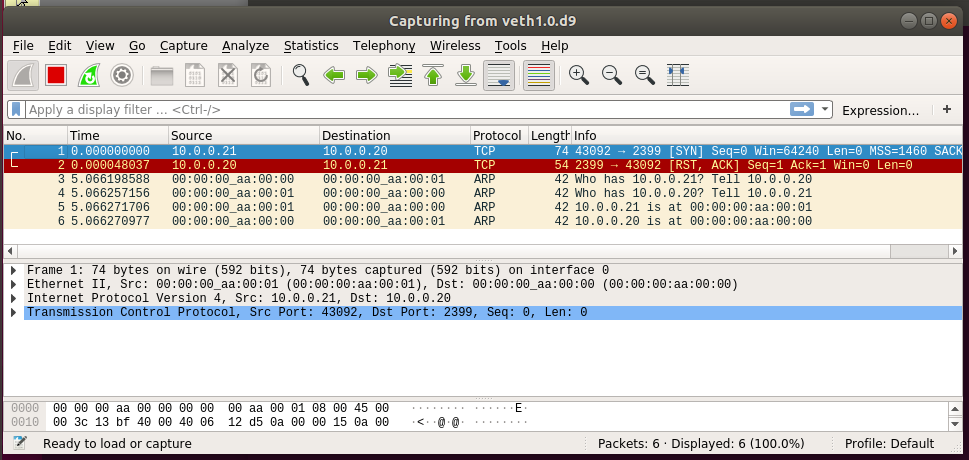 Capturing from veth1.0.d9
File Edit View Go Capture Analyze Statistics Telephony Wireless Tools Help
Apply a display filter ... <Ctrl-/> Expression... +
No. Time Source Destination Protocol Length Info
1 0.000000000 10.0.0.21 10.0.0.20 TCP 74 43092 → 2399 [SYN] Seq=0 Win=64240 Len=0 MSS=1460 SACK
2 0.000048037 10.0.0.20 10.0.0.21 TCP 54 2399 → 43092 [RST, ACK] Seq=1 Ack=1 Win=0 Len=0
3 5.066198588 00:00:00_aa:00:00 00:00:00_aa:00:01 ARP 42 Who has 10.0.0.21? Tell 10.0.0.20
4 5.066257156 00:00:00_aa:00:01 00:00:00_aa:00:00 ARP 42 Who has 10.0.0.20? Tell 10.0.0.21
5 5.066271706 00:00:00_aa:00:01 00:00:00_aa:00:00 ARP 42 10.0.0.21 is at 00:00:00:aa:00:01
6 5.066270977 00:00:00_aa:00:00 00:00:00_aa:00:01 ARP 42 10.0.0.20 is at 00:00:00:aa:00:00
Frame 1: 74 bytes on wire (592 bits), 74 bytes captured (592 bits) on interface 0
Ethernet II, Src: 00:00:00_aa:00:01 (00:00:00:aa:00:01), Dst: 00:00:00_aa:00:00 (00:00:00:aa:00:00)
Internet Protocol Version 4, Src: 10.0.0.21, Dst: 10.0.0.20
Transmission Control Protocol, Src Port: 43092, Dst Port: 2399, Seq: 0, Len: 0
0000 00 00 00 aa 00 00 00 00 00 aa 00 01 08 00 45 00 ········ ······E·
0010 00 3c 13 bf 40 00 40 06 12 d5 0a 00 00 15 0a 00 ·<··@·@· ········
Ready to load or capture Packets: 6 · Displayed: 6 (100.0%) Profile: Default